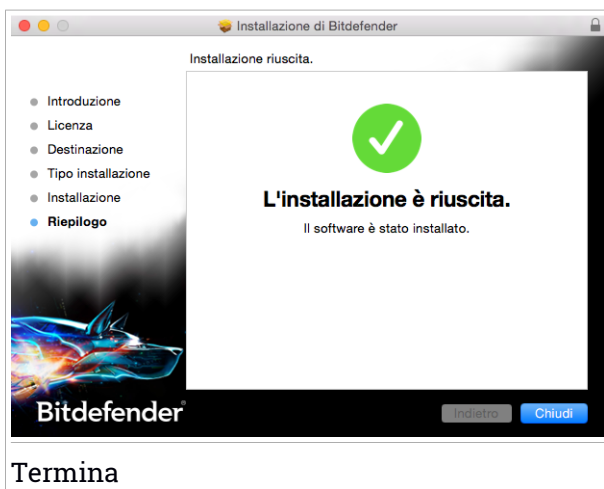 Installazione di Bitdefender
Installazione riuscita.
Introduzione
Licenza
Destinazione
Tipo installazione
Installazione
Riepilogo
L'installazione è riuscita.
Il software è stato installato.
Bitdefender
Indietro
Chiudi
Termina